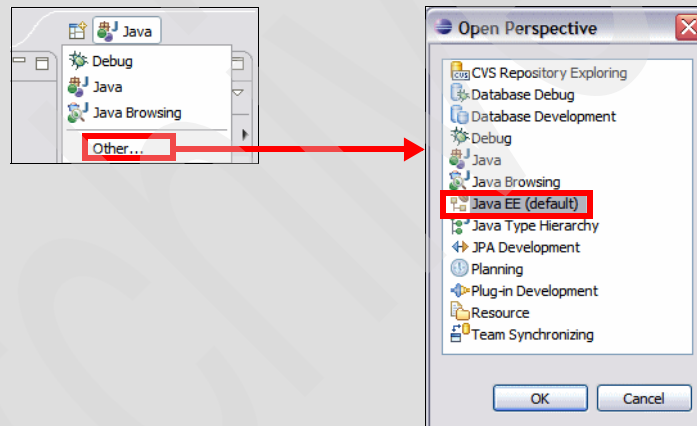 Java
Debug
Java
Java Browsing
Other...
Open Perspective
CVS Repository Exploring
Database Debug
Database Development
Debug
Java
Java Browsing
Java EE (default)
Java Type Hierarchy
JPA Development
Planning
Plug-in Development
Resource
Team Synchronizing
OK Cancel